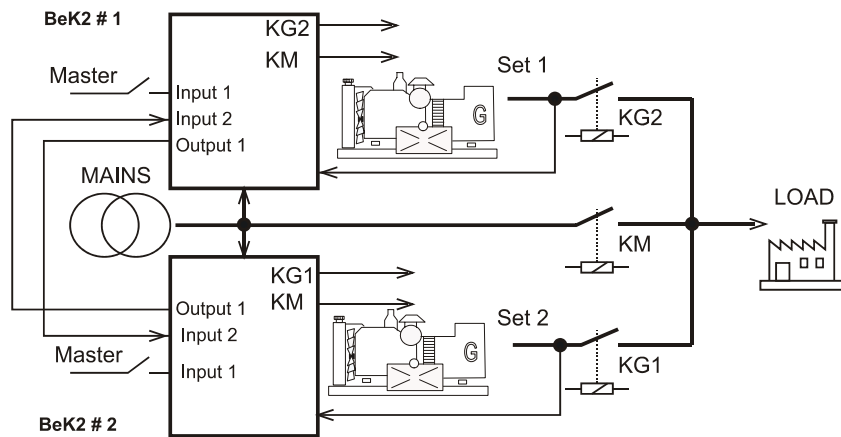 BeK2 # 1
KG2
KM
Master
Input 1
Input 2
Output 1
G
Set 1
KG2
MAINS
KM
LOAD
KG1
KM
Output 1
Input 2
Input 1
Master
G
Set 2
KG1
BeK2 # 2